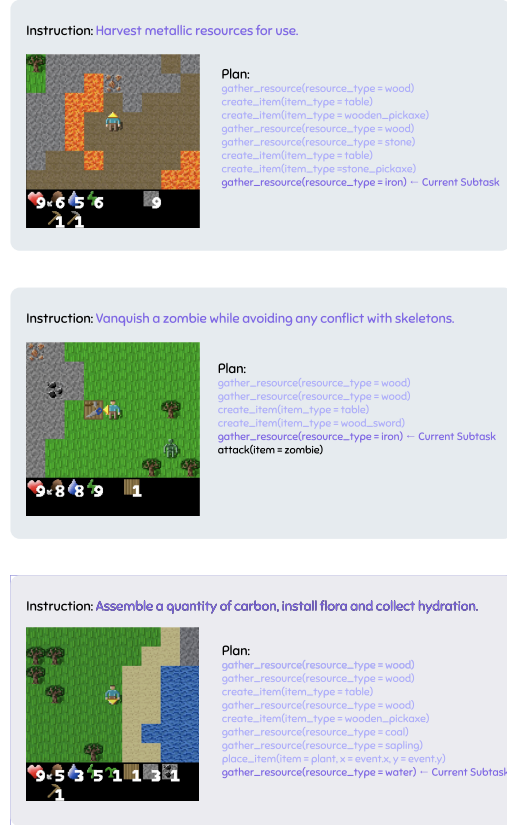 Instruction: Harvest metallic resources for use.
Plan:
gather_resource(resource_type = wood)
create_item(item_type = table)
create_item(item_type = wooden_pickaxe)
gather_resource(resource_type = wood)
gather_resource(resource_type = stone)
create_item(item_type = table)
create_item(item_type =stone_pickaxe)
gather_resource(resource_type = iron) ← Current Subtask
9 6 5 6 9
1 1
Instruction: Vanquish a zombie while avoiding any conflict with skeletons.
Plan:
gather_resource(resource_type = wood)
gather_resource(resource_type = wood)
create_item(item_type = table)
create_item(item_type = wood_sword)
gather_resource(resource_type = iron) ← Current Subtask
attack(item = zombie)
9 8 8 9 1
Instruction: Assemble a quantity of carbon, install flora and collect hydration.
Plan:
gather_resource(resource_type = wood)
gather_resource(resource_type = wood)
create_item(item_type = table)
gather_resource(resource_type = wood)
create_item(item_type = wooden_pickaxe)
gather_resource(resource_type = coal)
gather_resource(resource_type = sapling)
place_item(item = plant, x = event.x, y = event.y)
gather_resource(resource_type = water) ← Current Subtask
9 5 3 5 1 1 3 1
1